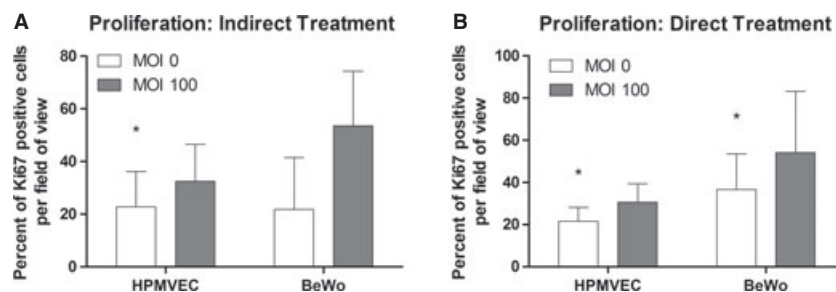 A
Proliferation: Indirect Treatment
Percent of Ki67 positive cells
per field of view
80
60
40
20
0
MOI 0
MOI 100
*
HPMVEC
BeWo
B
Proliferation: Direct Treatment
Percent of Ki67 positive cells
per field of view
100
80
60
40
20
0
MOI 0
MOI 100
*
*
HPMVEC
BeWo